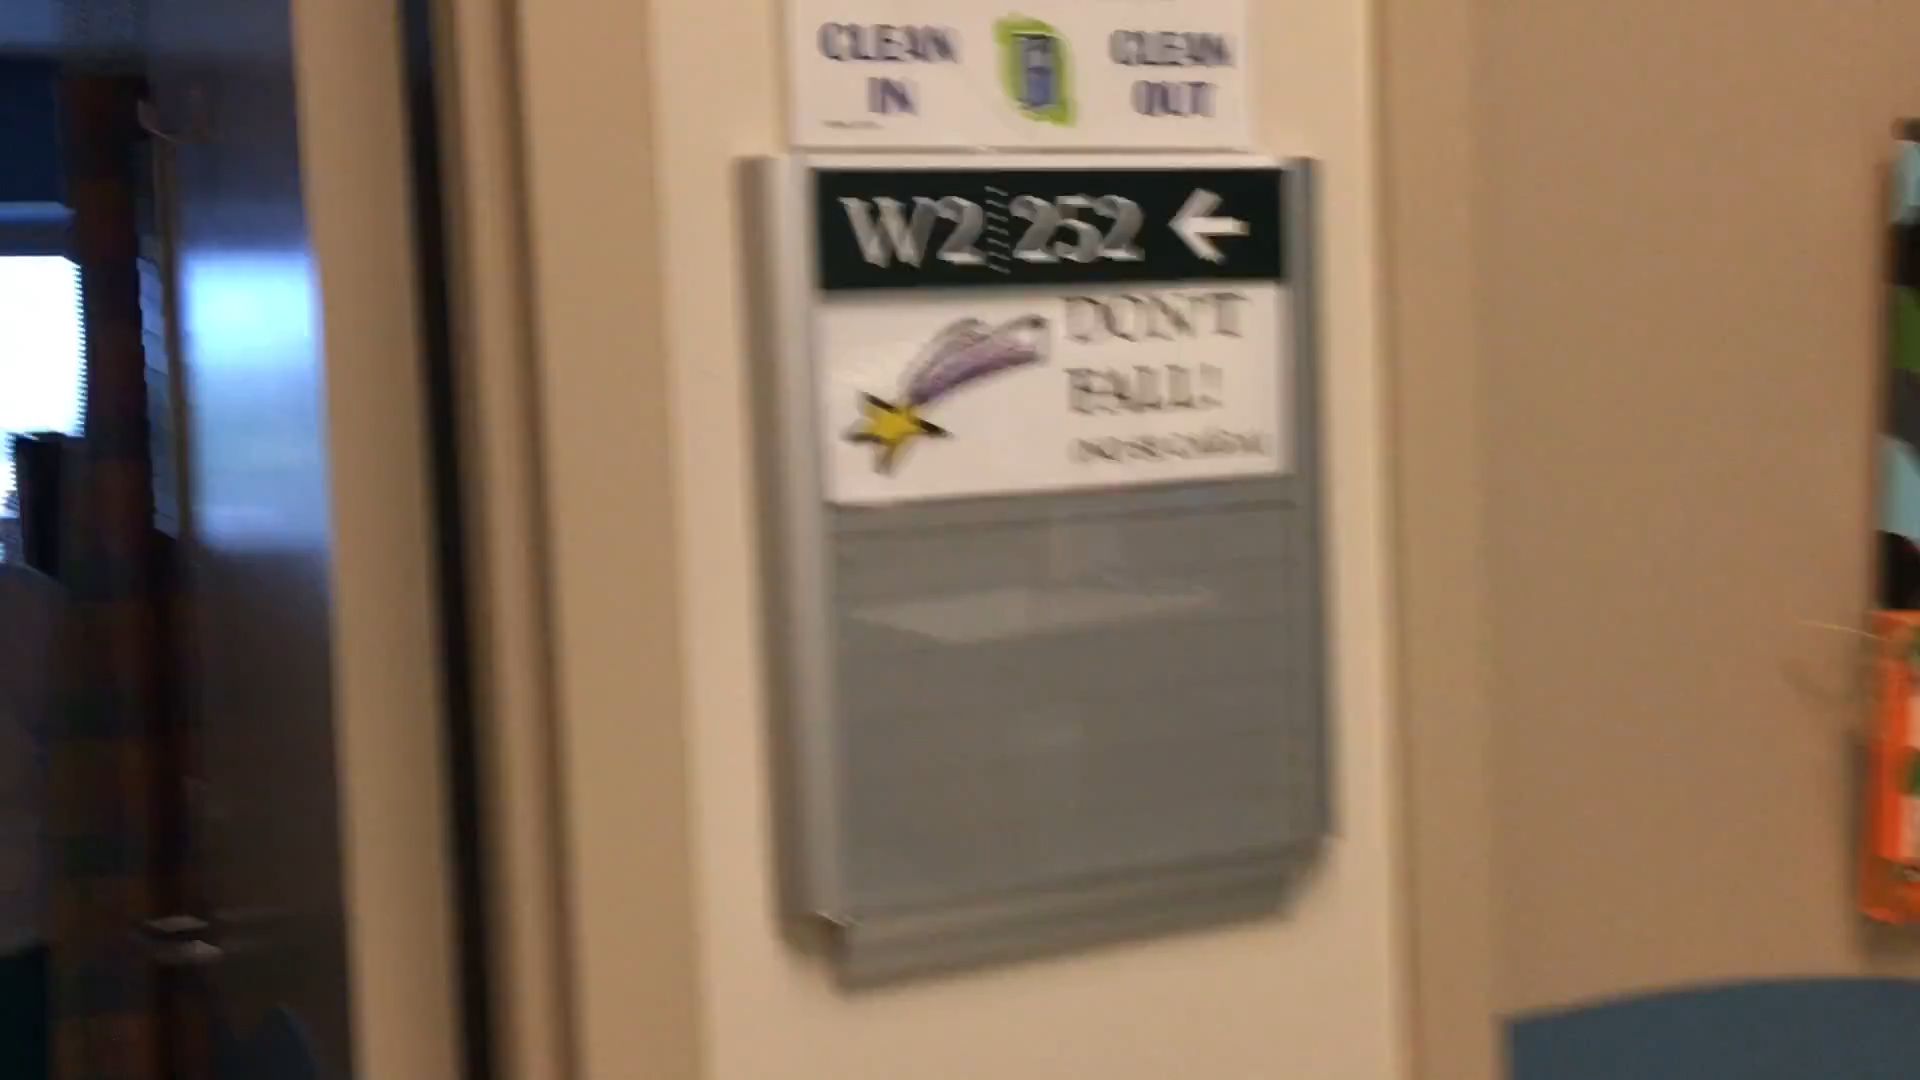 CLEAN IN
CLEAN OUT
W2 252 ←
DON'T
FALL!